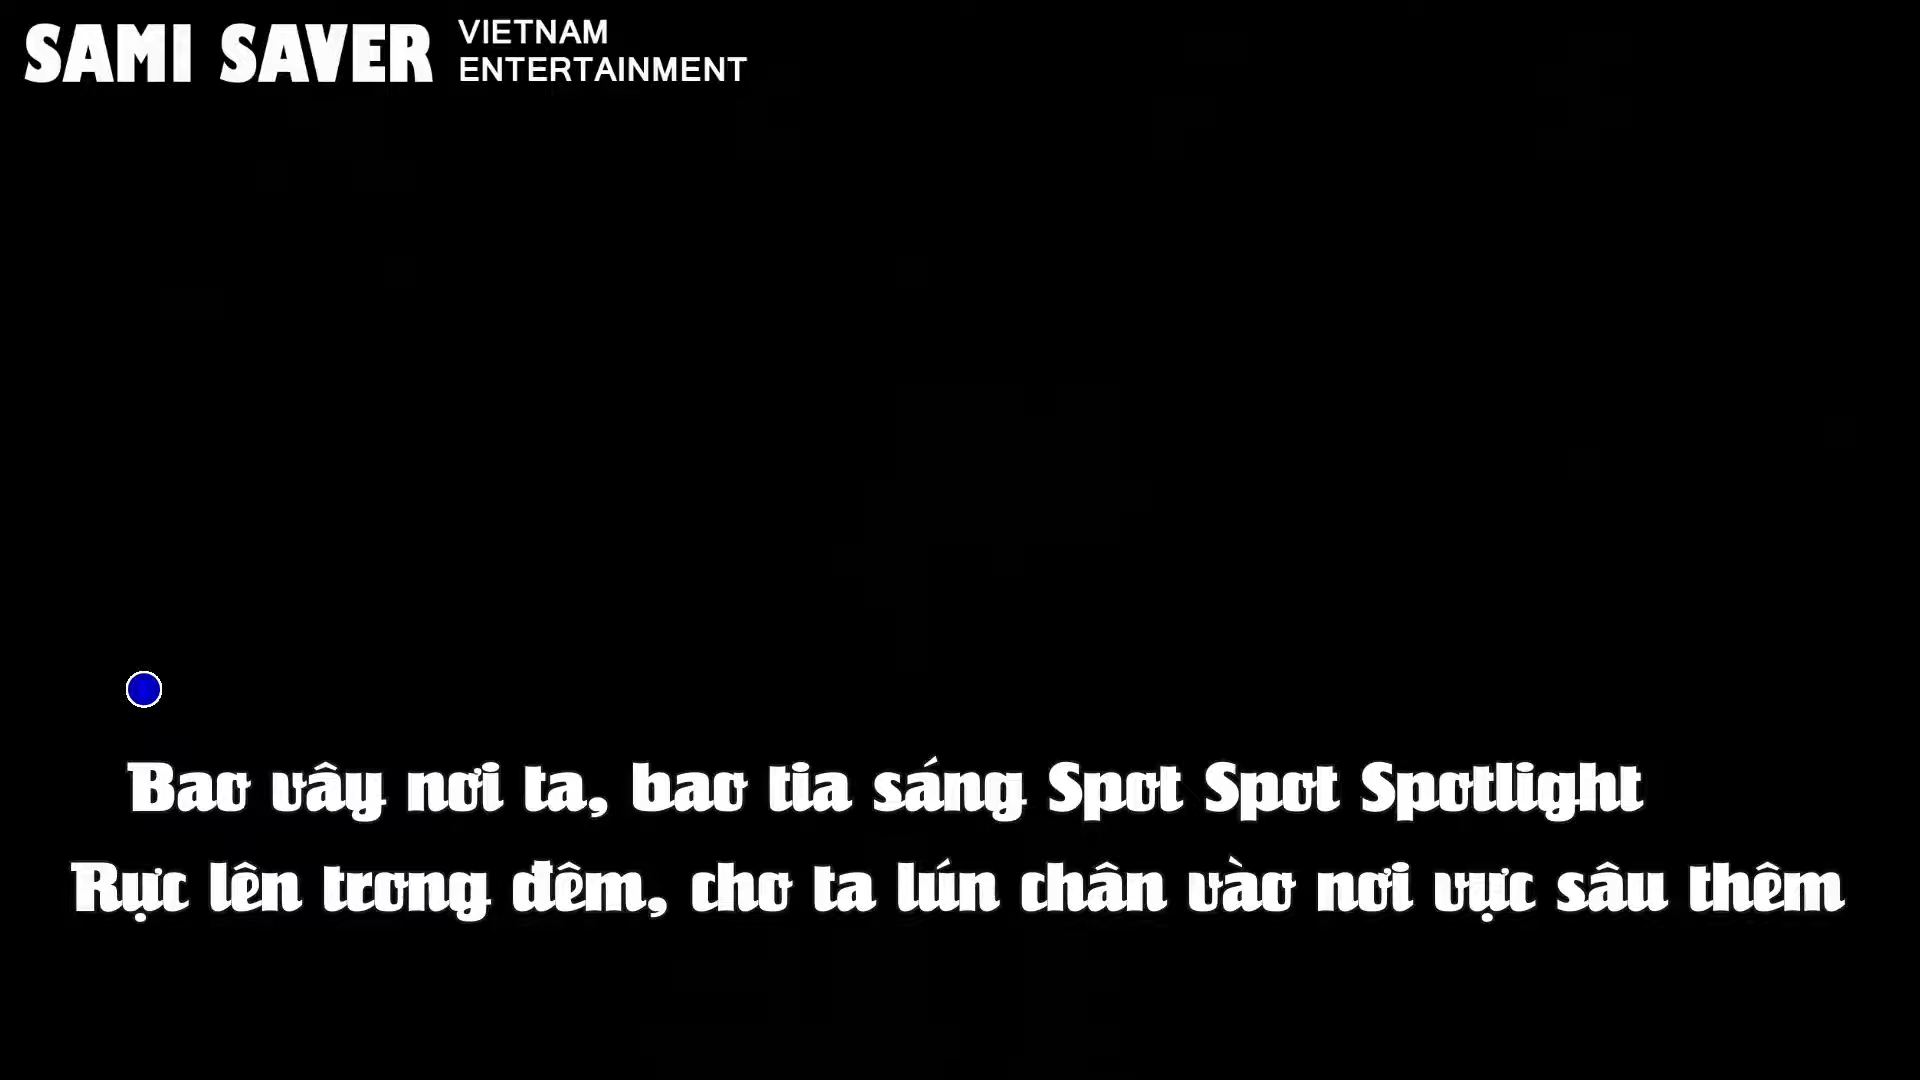 SAMI SAVER
VIETNAM
ENTERTAINMENT
Bao vây nơi ta, bao tia sáng Spot Spot Spotlight
Rực lên trong đêm, cho ta lún chân vào nơi vực sâu thêm